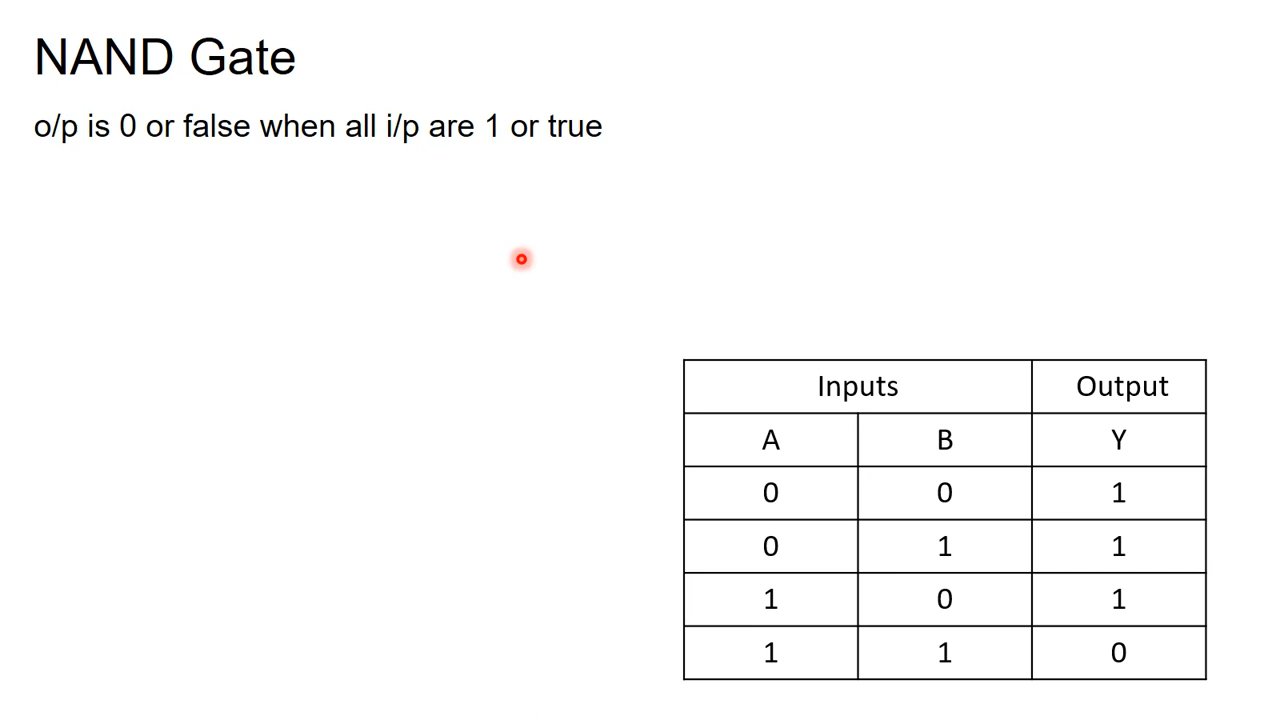 NAND Gate
o/p is 0 or false when all i/p are 1 or true
Inputs Output
A B Y
0 0 1
0 1 1
1 0 1
1 1 0